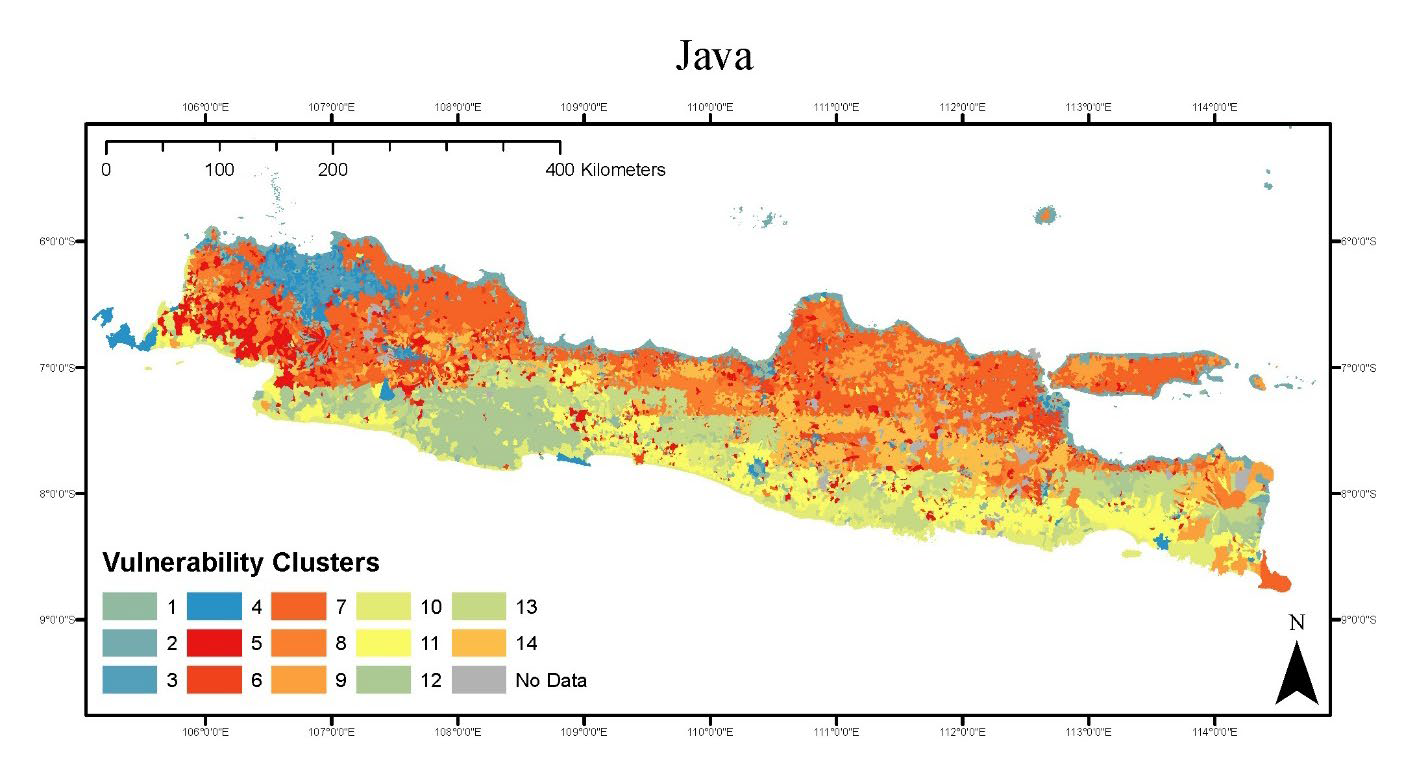 Java
106°0'0"E 107°0'0"E 108°0'0"E 109°0'0"E 110°0'0"E 111°0'0"E 112°0'0"E 113°0'0"E 114°0'0"E
0 100 200 400 Kilometers
6°0'0"S 6°0'0"S
7°0'0"S 7°0'0"S
8°0'0"S 8°0'0"S
Vulnerability Clusters
1 4 7 10 13
9°0'0"S 9°0'0"S
N
2 5 8 11 14
3 6 9 12 No Data
106°0'0"E 107°0'0"E 108°0'0"E 109°0'0"E 110°0'0"E 111°0'0"E 112°0'0"E 113°0'0"E 114°0'0"E